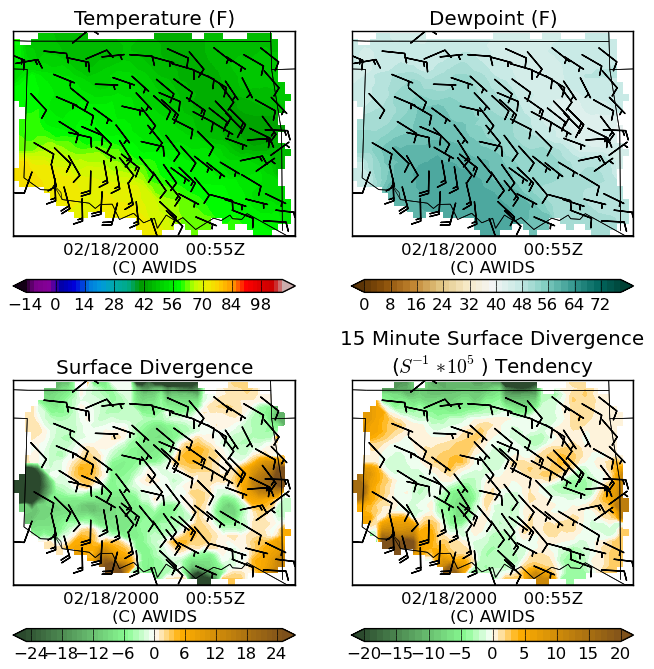 Temperature (F)
Dewpoint (F)
02/18/2000 00:55Z
(C) AWIDS
02/18/2000 00:55Z
(C) AWIDS
−14 0 14 28 42 56 70 84 98
0 8 16 24 32 40 48 56 64 72
Surface Divergence
15 Minute Surface Divergence
(S⁻¹ *10⁵ ) Tendency
02/18/2000 00:55Z
(C) AWIDS
02/18/2000 00:55Z
(C) AWIDS
−24 −18 −12 −6 0 6 12 18 24
−20 −15 −10 −5 0 5 10 15 20